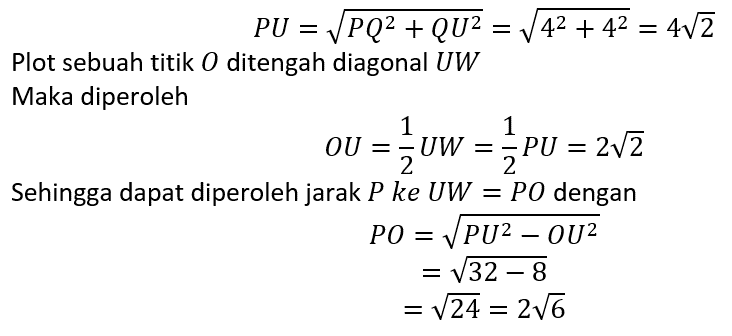 PU = √(PQ² + QU²) = √(4² + 4²) = 4√2
Plot sebuah titik O ditengah diagonal UW
Maka diperoleh
OU = 1/2 UW = 1/2 PU = 2√2
Sehingga dapat diperoleh jarak P ke UW = PO dengan
PO = √(PU² − OU²)
= √(32 − 8)
= √24 = 2√6